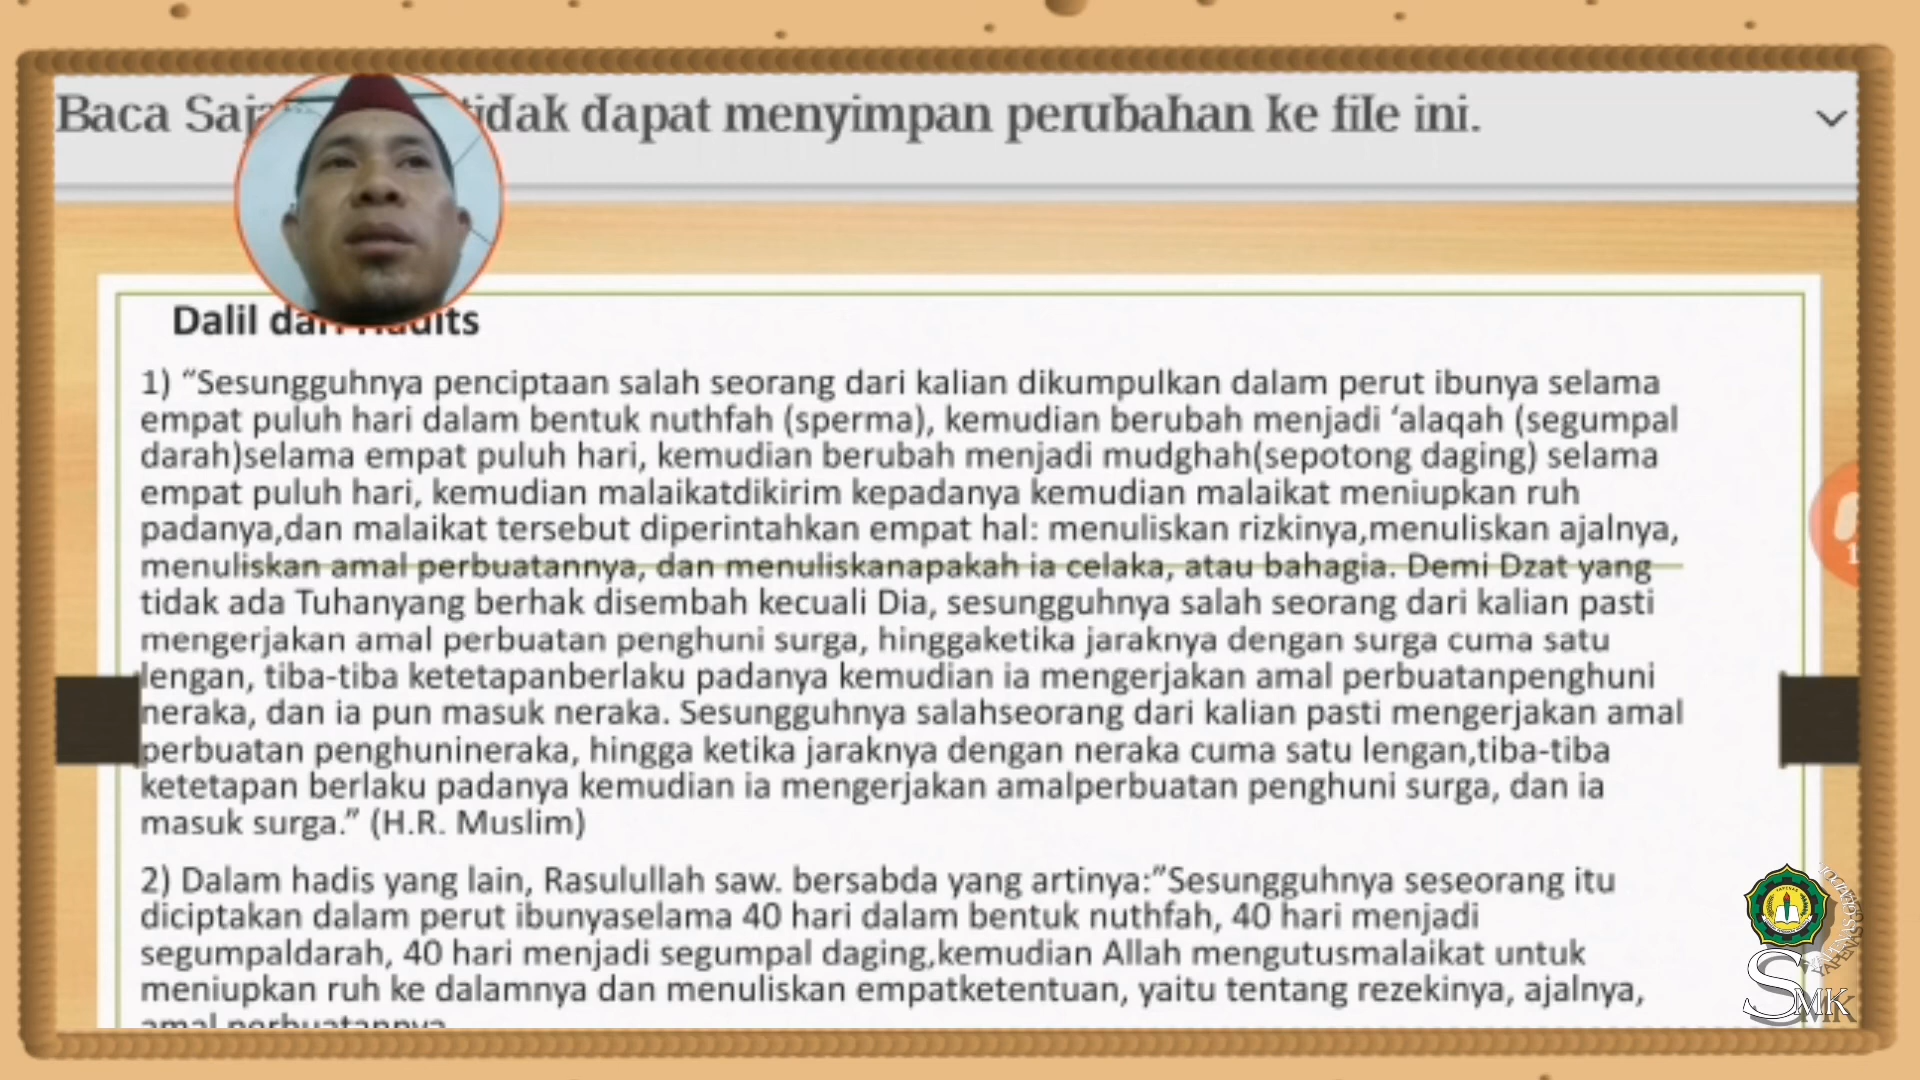 Baca dapat menyimpan perubahan ke file ini.
Dalil
1) “Sesungguhnya penciptaan salah seorang dari kalian dikumpulkan dalam perut ibunya selama
empat puluh hari dalam bentuk nuthfah (sperma), kemudian berubah menjadi ‘alaqah (segumpal
darah)selama empat puluh hari, kemudian berubah menjadi mudghah(sepotong daging) selama
empat puluh hari, kemudian malaikatdikirim kepadanya kemudian malaikat meniupkan ruh
padanya,dan malaikat tersebut diperintahkan empat hal: menuliskan rizkinya,menuliskan ajalnya,
menuliskan amal perbuatannya, dan menuliskanapakah ia celaka, atau bahagia. Demi Dzat yang
tidak ada Tuhanyang berhak disembah kecuali Dia, sesungguhnya salah seorang dari kalian pasti
mengerjakan amal perbuatan penghuni surga, hinggaketika jaraknya dengan surga cuma satu
lengan, tiba-tiba ketetapanberlaku padanya kemudian ia mengerjakan amal perbuatanpenghuni
neraka, dan ia pun masuk neraka. Sesungguhnya salahseorang dari kalian pasti mengerjakan amal
perbuatan penghunineraka, hingga ketika jaraknya dengan neraka cuma satu lengan,tiba-tiba
ketetapan berlaku padanya kemudian ia mengerjakan amalperbuatan penghuni surga, dan ia
masuk surga.” (H.R. Muslim)
2) Dalam hadis yang lain, Rasulullah saw. bersabda yang artinya:”Sesungguhnya seseorang itu
diciptakan dalam perut ibunyaselama 40 hari dalam bentuk nuthfah, 40 hari menjadi
segumpaldarah, 40 hari menjadi segumpal daging,kemudian Allah mengutusmalaikat untuk
meniupkan ruh ke dalamnya dan menuliskan empatketentuan, yaitu tentang rezekinya, ajalnya,
SMK